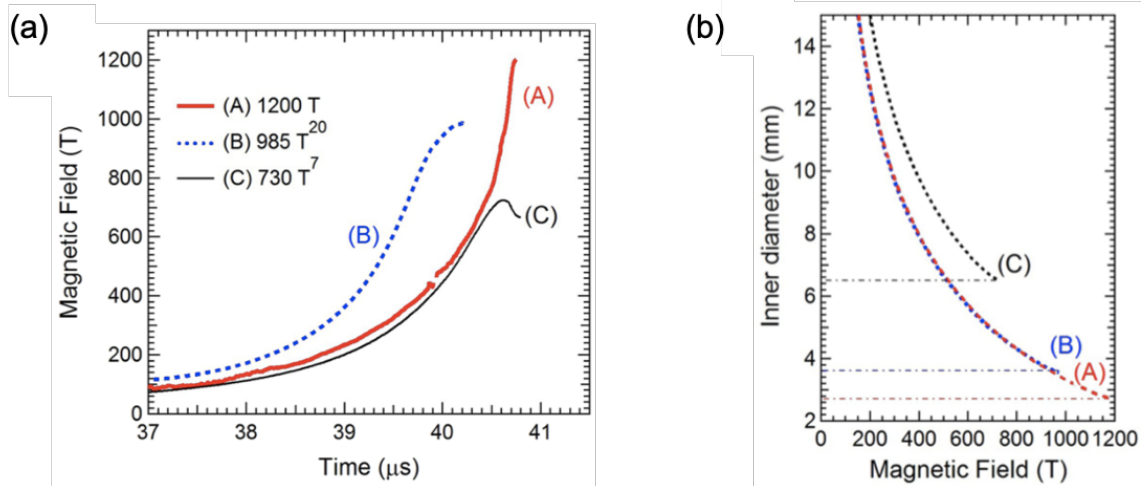 (a)
Magnetic Field (T)
1200
1000
800
600
400
200
0
(A) 1200 T
(B) 985 T20
(C) 730 T7
(A)
(B)
(C)
37
38
39
40
41
Time (μs)
(b)
Inner diameter (mm)
14
12
10
8
6
4
2
(C)
(B)
(A)
0
200
400
600
800
1000
1200
Magnetic Field (T)